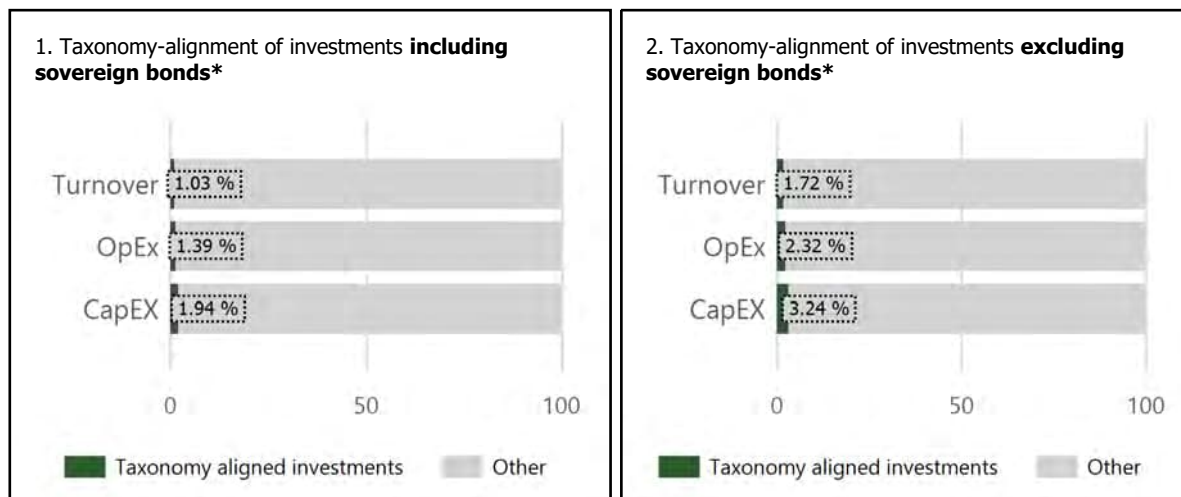 1. Taxonomy-alignment of investments including
sovereign bonds*
Turnover
1.03 %
OpEx
1.39 %
CapEX
1.94 %
0
50
100
Taxonomy aligned investments
Other
2. Taxonomy-alignment of investments excluding
sovereign bonds*
Turnover
1.72 %
OpEx
2.32 %
CapEX
3.24 %
0
50
100
Taxonomy aligned investments
Other